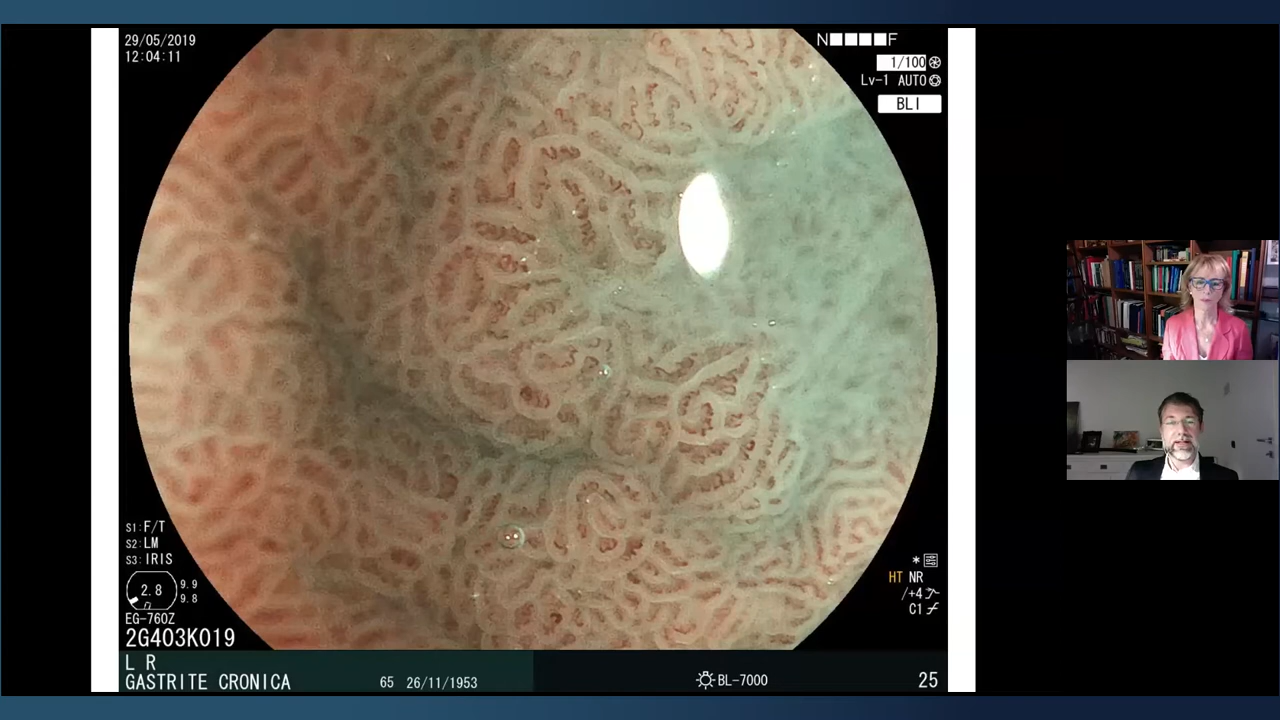 29/05/2019
12:04:11
N F
1/100
Lv-1 AUTO
BLI
S1:F/T
S2:LM
S3:IRIS
2.8 9.9
9.8
EG-760Z
2G403K019
* 
HT NR
/+4
C1
L R
GASTRITE CRONICA 65 26/11/1953 BL-7000 25